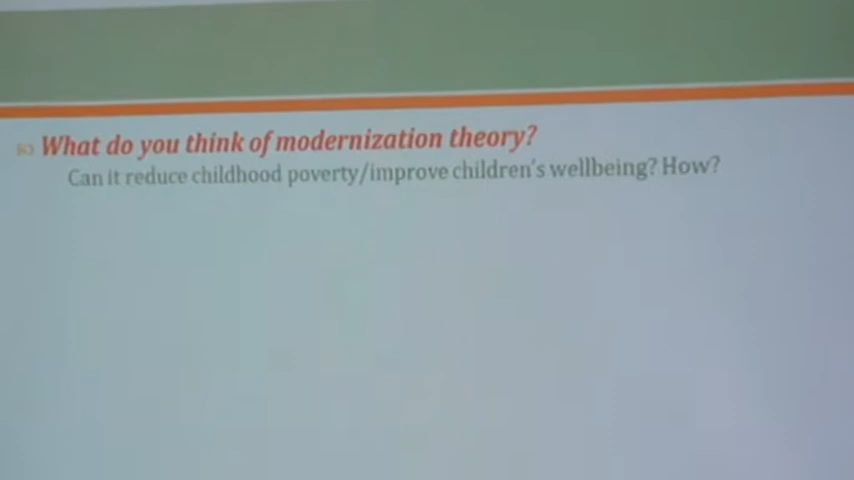 What do you think of modernization theory?
Can it reduce childhood poverty/improve children's wellbeing? How?